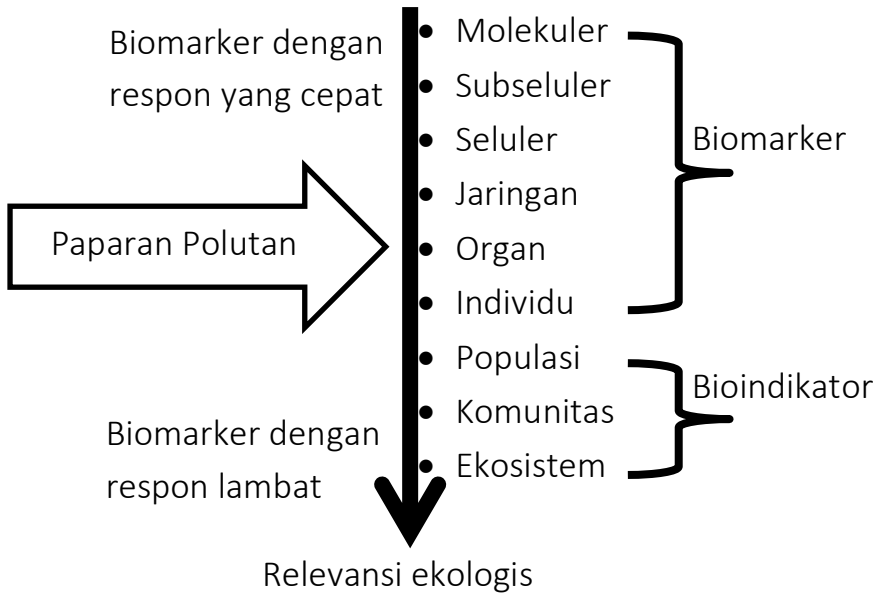 Biomarker dengan
respon yang cepat
Paparan Polutan
Biomarker dengan
respon lambat
• Molekuler
• Subseluler
• Seluler
• Jaringan
• Organ
• Individu
• Populasi
• Komunitas
• Ekosistem
Biomarker
Bioindikator
Relevansi ekologis